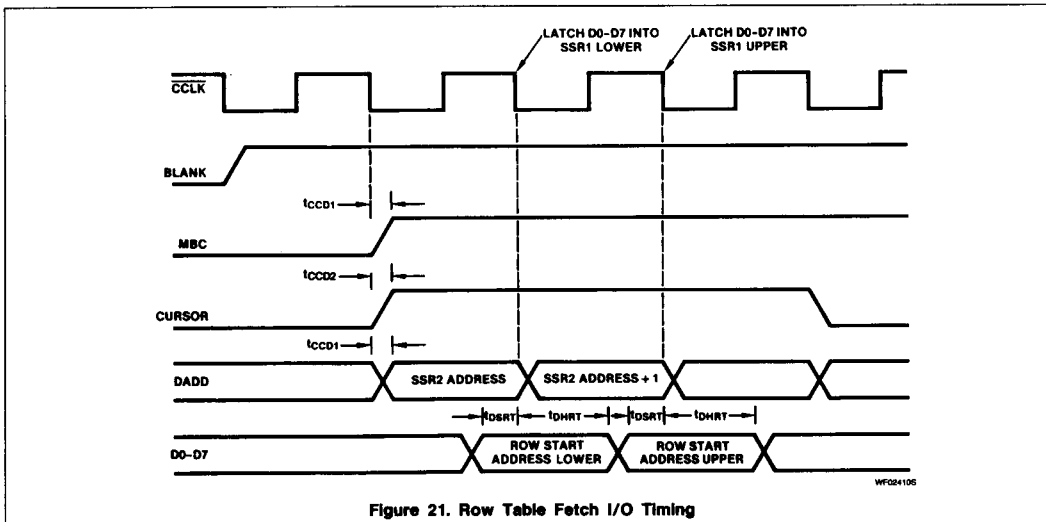 LATCH D0-D7 INTO
SSR1 LOWER
LATCH D0-D7 INTO
SSR1 UPPER
CCLK
BLANK
tCCD1
MBC
tCCD2
CURSOR
tCCD1
DADD
SSR2 ADDRESS
SSR2 ADDRESS + 1
tDSRT
tDHRT
tDSRT
tDHRT
D0-D7
ROW START
ADDRESS LOWER
ROW START
ADDRESS UPPER
WF02410S
Figure 21. Row Table Fetch I/O Timing